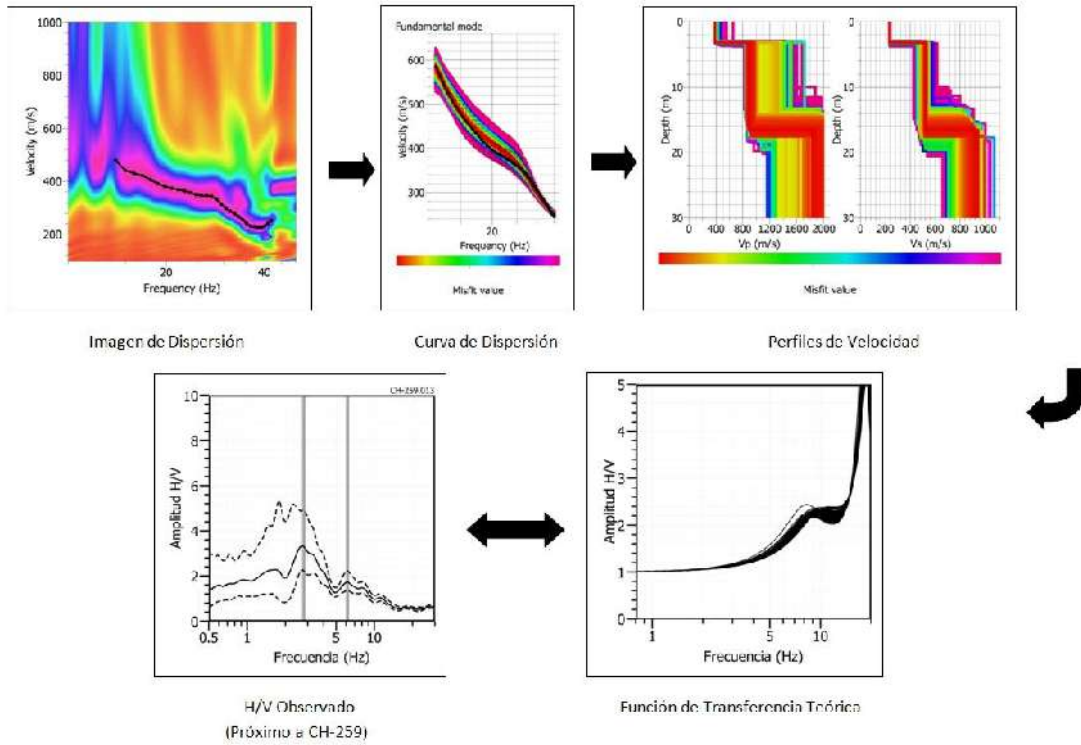 1000
800
600
400
200
Velocity (m/s)
20
40
Frequency (Hz)
Imagen de Dispersión
Fundamental mode
600
500
400
300
Velocity (m/s)
20
Frequency (Hz)
Misfit value
Curva de Dispersión
0
10
20
30
Depth (m)
0 400 800 1200 1600 2000
Vp (m/s)
0
10
20
30
Depth (m)
0 200 400 600 800 1000
Vs (m/s)
Misfit value
Perfiles de Velocidad
CH-259.013
10
8
6
4
2
0
Amplitud H/V
0.5 1 5 10
Frecuencia (Hz)
H/V Observado
(Próximo a CH-259)
5
4
3
2
1
0
Amplitud H/V
1 5 10
Frecuencia (Hz)
Función de Transferencia Teórica